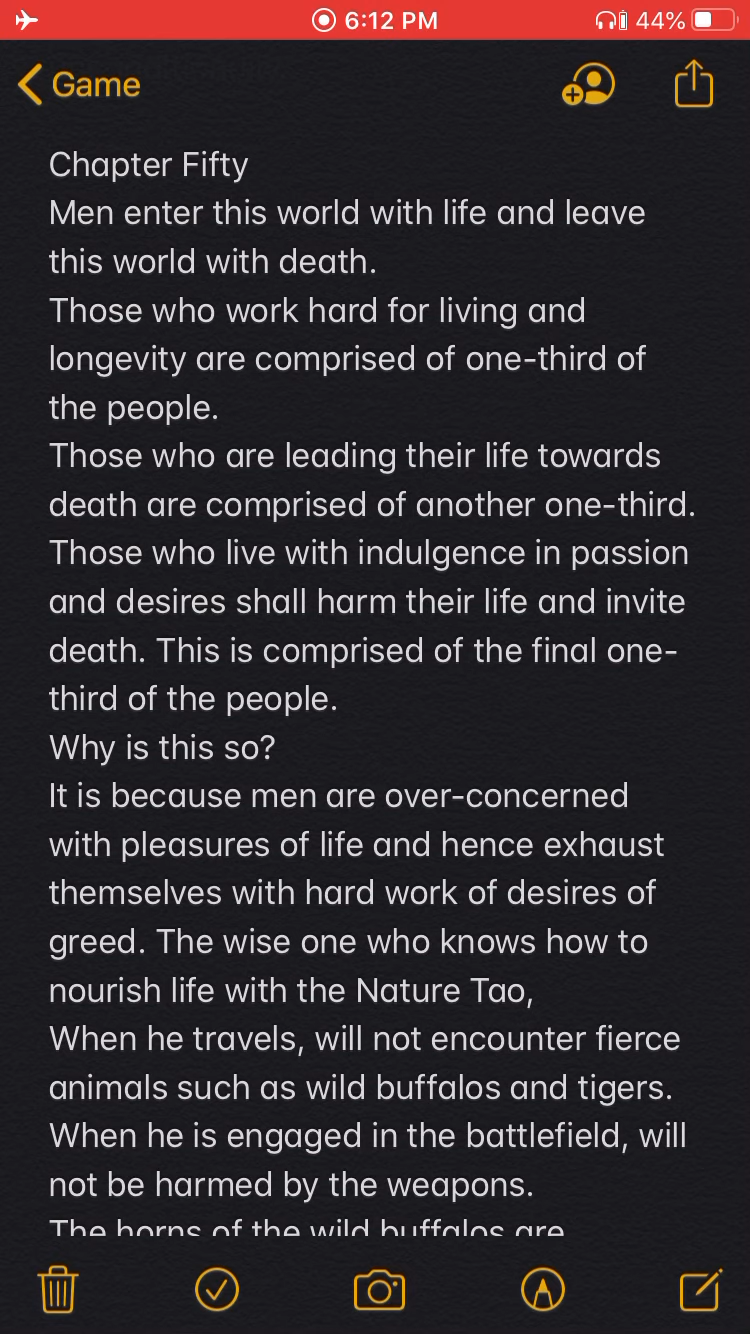 6:12 PM
44%
Game
Chapter Fifty
Men enter this world with life and leave
this world with death.
Those who work hard for living and
longevity are comprised of one-third of
the people.
Those who are leading their life towards
death are comprised of another one-third.
Those who live with indulgence in passion
and desires shall harm their life and invite
death. This is comprised of the final one-
third of the people.
Why is this so?
It is because men are over-concerned
with pleasures of life and hence exhaust
themselves with hard work of desires of
greed. The wise one who knows how to
nourish life with the Nature Tao,
When he travels, will not encounter fierce
animals such as wild buffalos and tigers.
When he is engaged in the battlefield, will
not be harmed by the weapons.
The horns of the wild buffalos are